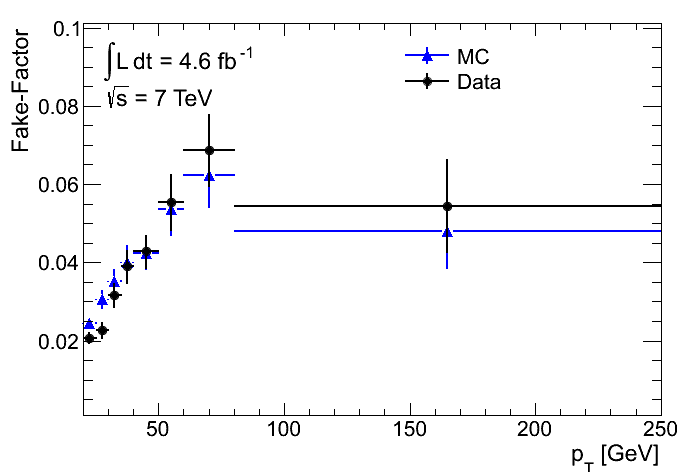 Fake-Factor
0.1
0.08
0.06
0.04
0.02
∫L dt = 4.6 fb⁻¹
√s = 7 TeV
MC
Data
50
100
150
200
250
p_T [GeV]